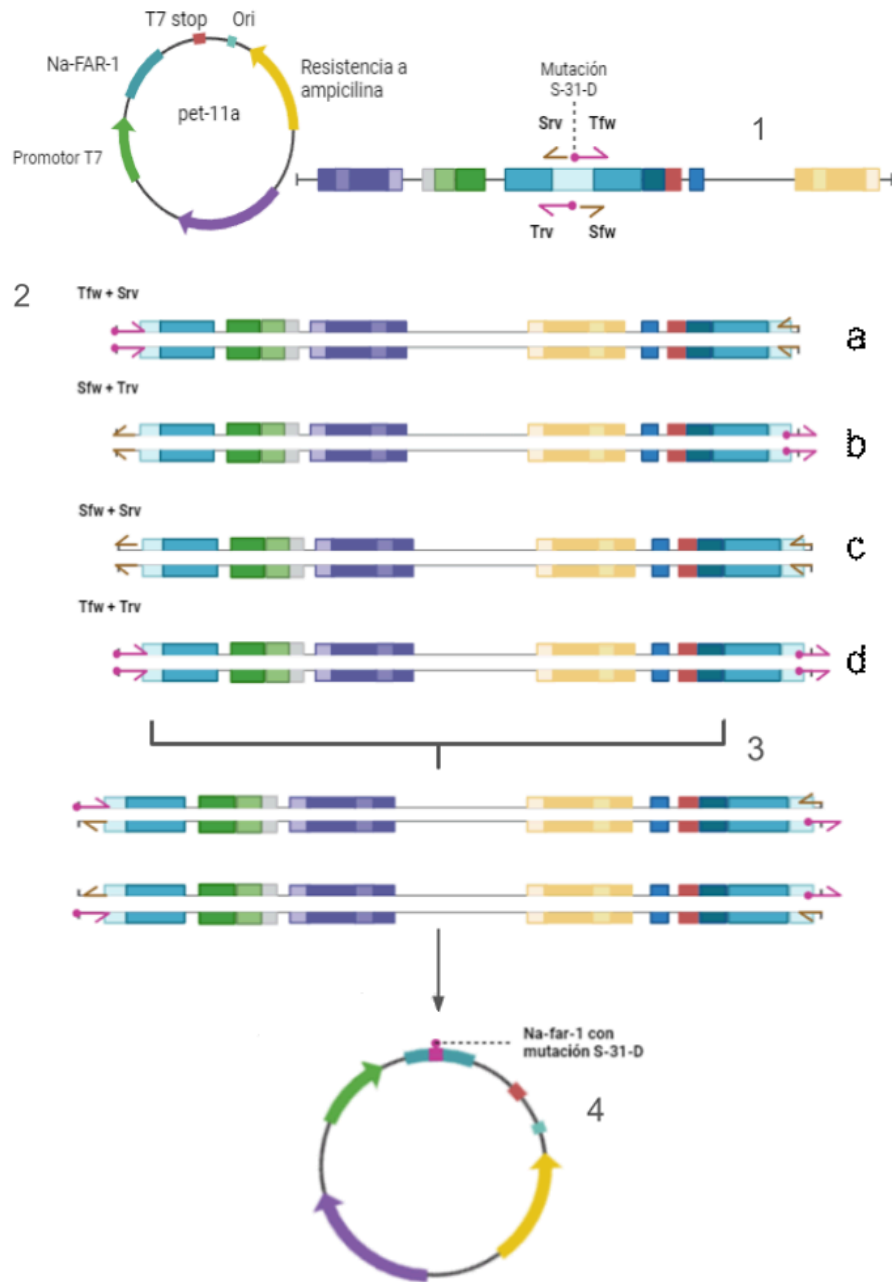 T7 stop
Ori
Na-FAR-1
Resistencia a
ampicilina
pet-11a
Promotor T7
Mutación
S-31-D
Srv
Tfw
1
Trv
Sfw
2
Tfw + Srv
a
Sfw + Trv
b
Sfw + Srv
c
Tfw + Trv
d
3
Na-far-1 con
mutación S-31-D
4